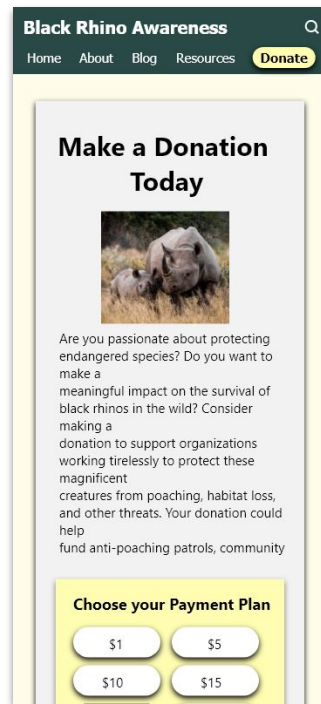 Black Rhino Awareness
Home About Blog Resources Donate
Make a Donation
Today
Are you passionate about protecting
endangered species? Do you want to
make a
meaningful impact on the survival of
black rhinos in the wild? Consider
making a
donation to support organizations
working tirelessly to protect these
magnificent
creatures from poaching, habitat loss,
and other threats. Your donation could
help
fund anti-poaching patrols, community
Choose your Payment Plan
$1 $5
$10 $15